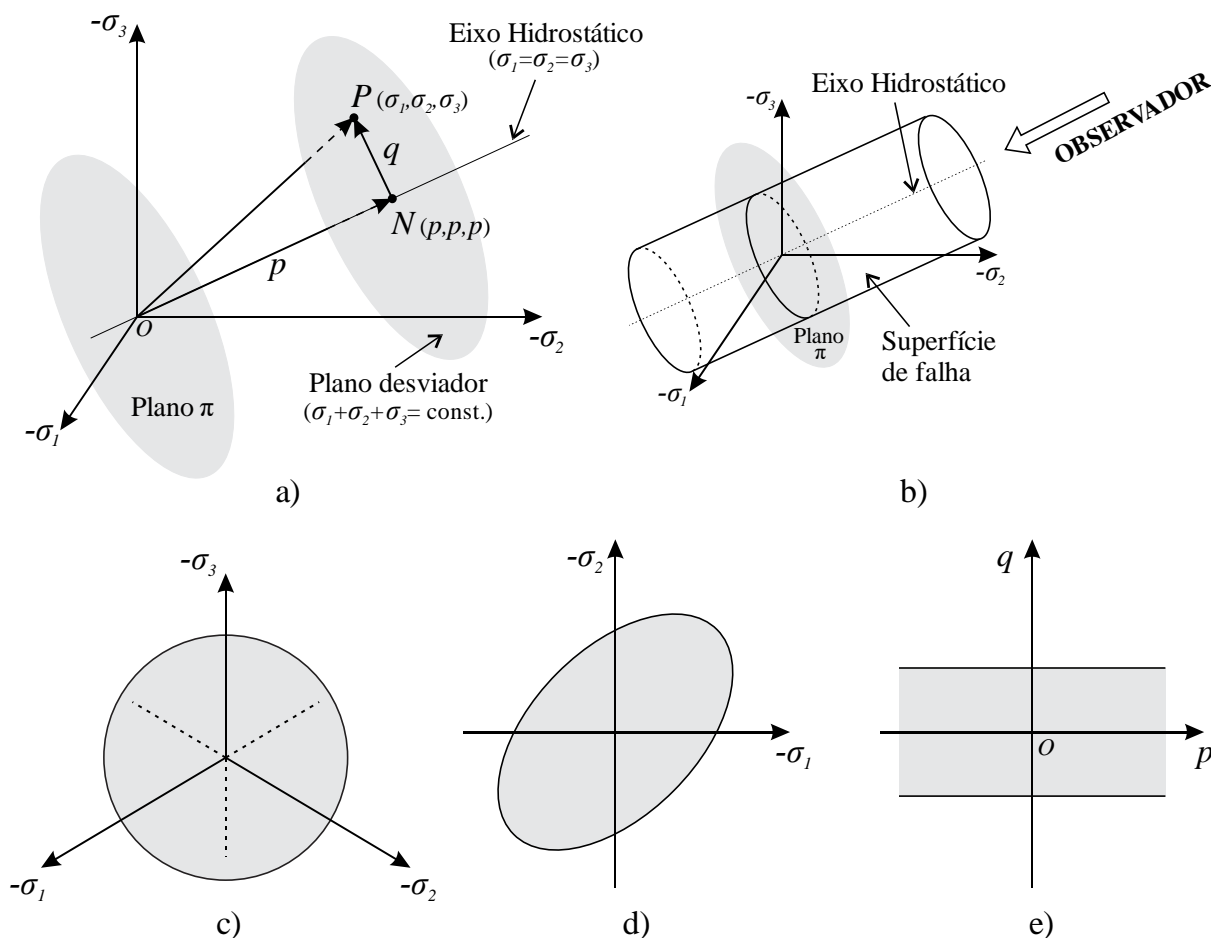 -σ3
Eixo Hidrostático
(σ1=σ2=σ3)
P (σ1,σ2,σ3)
q
N (p,p,p)
p
O
-σ2
-σ1
Plano π
Plano desviador
(σ1+σ2+σ3= const.)
a)
-σ3
Eixo Hidrostático
OBSERVADOR
-σ2
-σ1
Plano
π
Superfície
de falha
b)
-σ3
-σ1
-σ2
c)
-σ2
-σ1
d)
q
O
p
e)